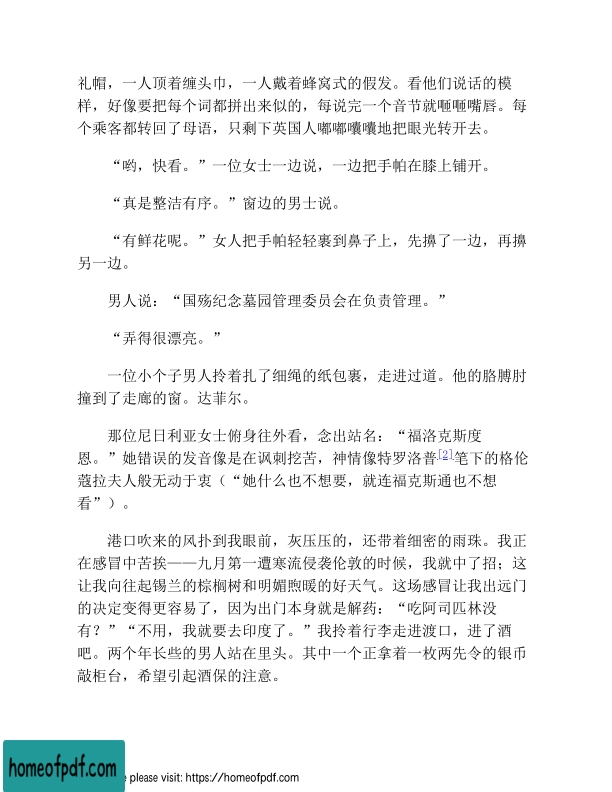 礼帽，一人顶着缠头巾，一人戴着蜂窝式的假发。看他们说话的模
样，好像要把每个词都拼出来似的，每说完一个音节就咂咂嘴唇。每
个乘客都转回了母语，只剩下英国人嘟嘟囔囔地把眼光转开去。
“哟，快看。”一位女士一边说，一边把手帕在膝上铺开。
“真是整洁有序。”窗边的男士说。
“有鲜花呢。”女人把手帕轻轻裹到鼻子上，先擤了一边，再擤
另一边。
男人说：“国殇纪念墓园管理委员会在负责管理。”
“弄得很漂亮。”
一位小个子男人拎着扎了细绳的纸包裹，走进过道。他的胳膊肘
撞到了走廊的窗。达菲尔。
那位尼日利亚女士俯身往外看，念出站名：“福洛克斯度
恩。”她错误的发音像是在讽刺挖苦，神情像特罗洛普[2]笔下的格伦
蔻拉夫人般无动于衷（“她什么也不想要，就连福克斯通也不想
看”）。
港口吹来的风扑到我眼前，灰压压的，还带着细密的雨珠。我正
在感冒中苦挨——九月第一遭寒流侵袭伦敦的时候，我就中了招；这
让我向往起锡兰的棕榈树和明媚煦暖的好天气。这场感冒让我出远门
的决定变得更容易了，因为出门本身就是解药：“吃阿司匹林没
有？”“不用，我就要去印度了。”我拎着行李走进渡口，进了酒
吧。两个年长些的男人站在里头。其中一个正拿着一枚两先令的银币
敲柜台，希望引起酒保的注意。
homeofpdf.com
e please visit: https://homeofpdf.com